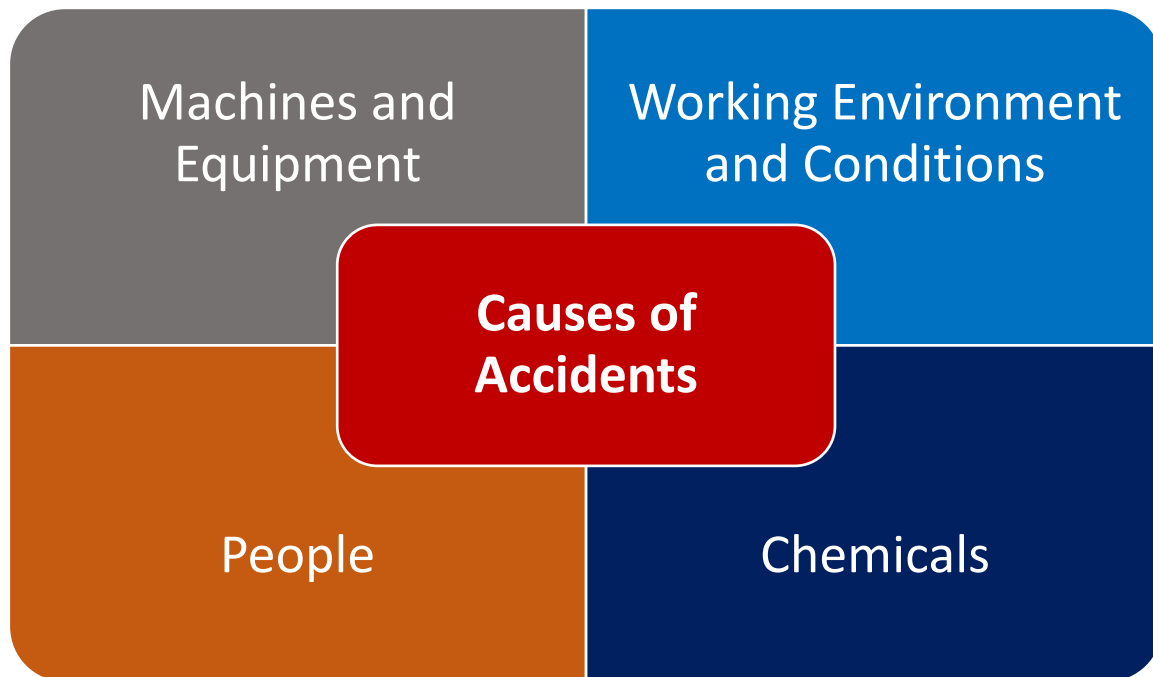 Machines and
Equipment
Working Environment
and Conditions
Causes of
Accidents
People
Chemicals